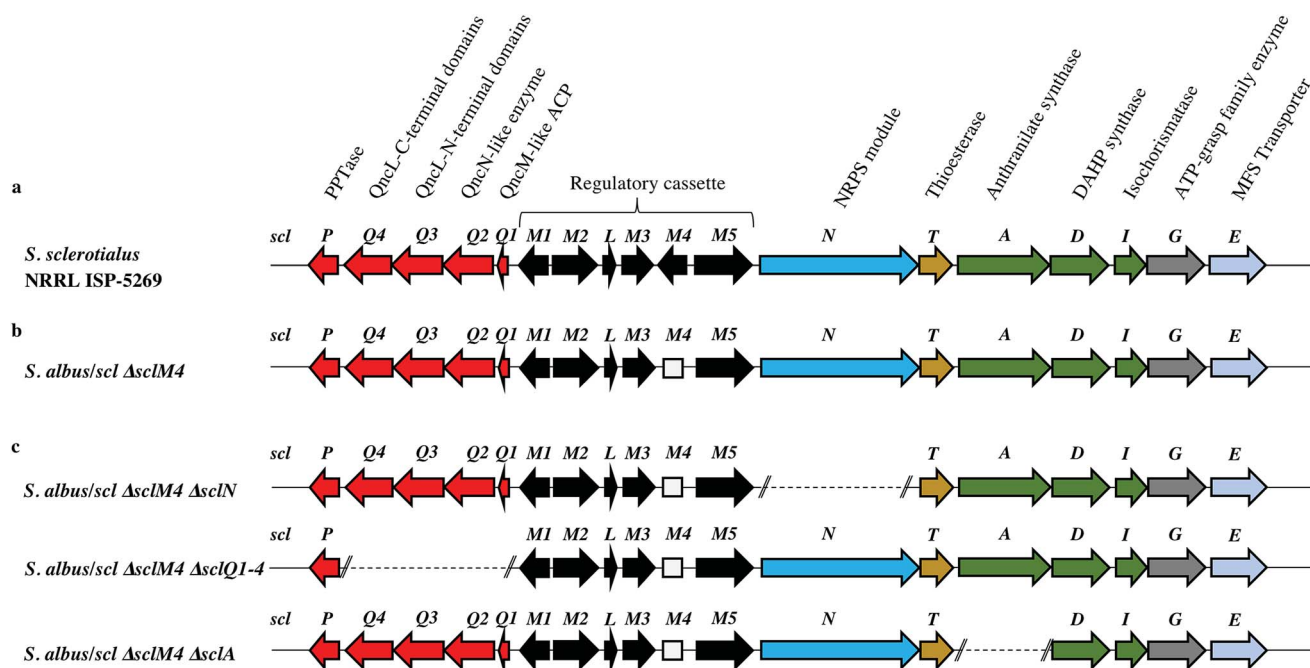 PPTase
QncL-C-terminal domains
QncL-N-terminal domains
QncN-like enzyme
QncM-like ACP
Regulatory cassette
NRPS module
Thioesterase
Anthranilate synthase
DAHP synthase
Isochorismatase
ATP-grasp family enzyme
MFS Transporter
a
scl P Q4 Q3 Q2 Q1 M1 M2 L M3 M4 M5 N T A D I G E
S. sclerotialus
NRRL ISP-5269
b
scl P Q4 Q3 Q2 Q1 M1 M2 L M3 M4 M5 N T A D I G E
S. albus/scl ΔsclM4
c
scl P Q4 Q3 Q2 Q1 M1 M2 L M3 M4 M5 T A D I G E
S. albus/scl ΔsclM4 ΔsclN
scl P M1 M2 L M3 M4 M5 N T A D I G E
S. albus/scl ΔsclM4 ΔsclQ1-4
scl P Q4 Q3 Q2 Q1 M1 M2 L M3 M4 M5 N T D I G E
S. albus/scl ΔsclM4 ΔsclA